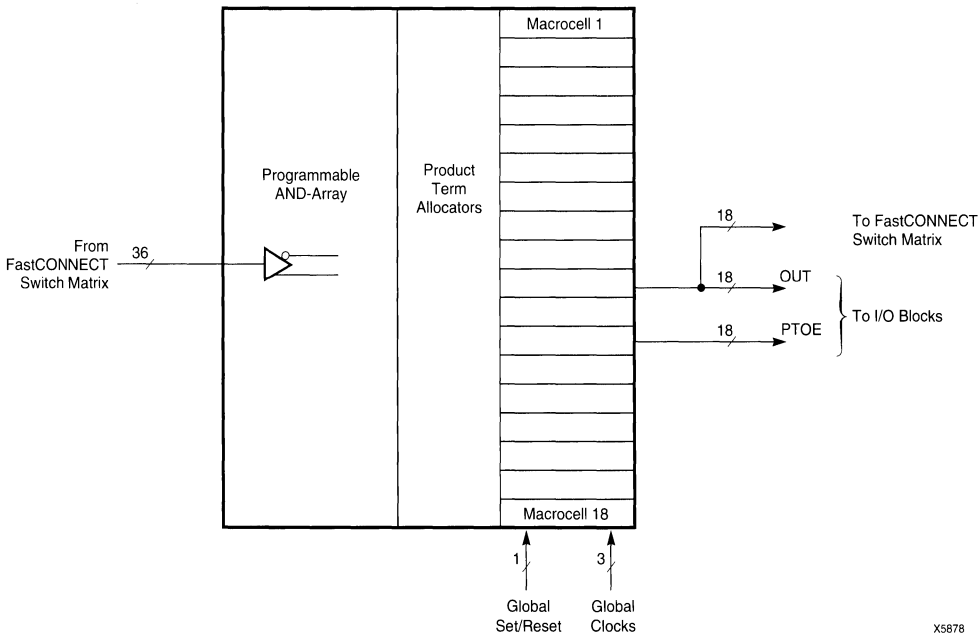 Macrocell 1
Programmable
AND-Array
Product
Term
Allocators
From
FastCONNECT
Switch Matrix
36
18
To FastCONNECT
Switch Matrix
18
OUT
To I/O Blocks
18
PTOE
Macrocell 18
1
3
Global
Set/Reset
Global
Clocks
X5878